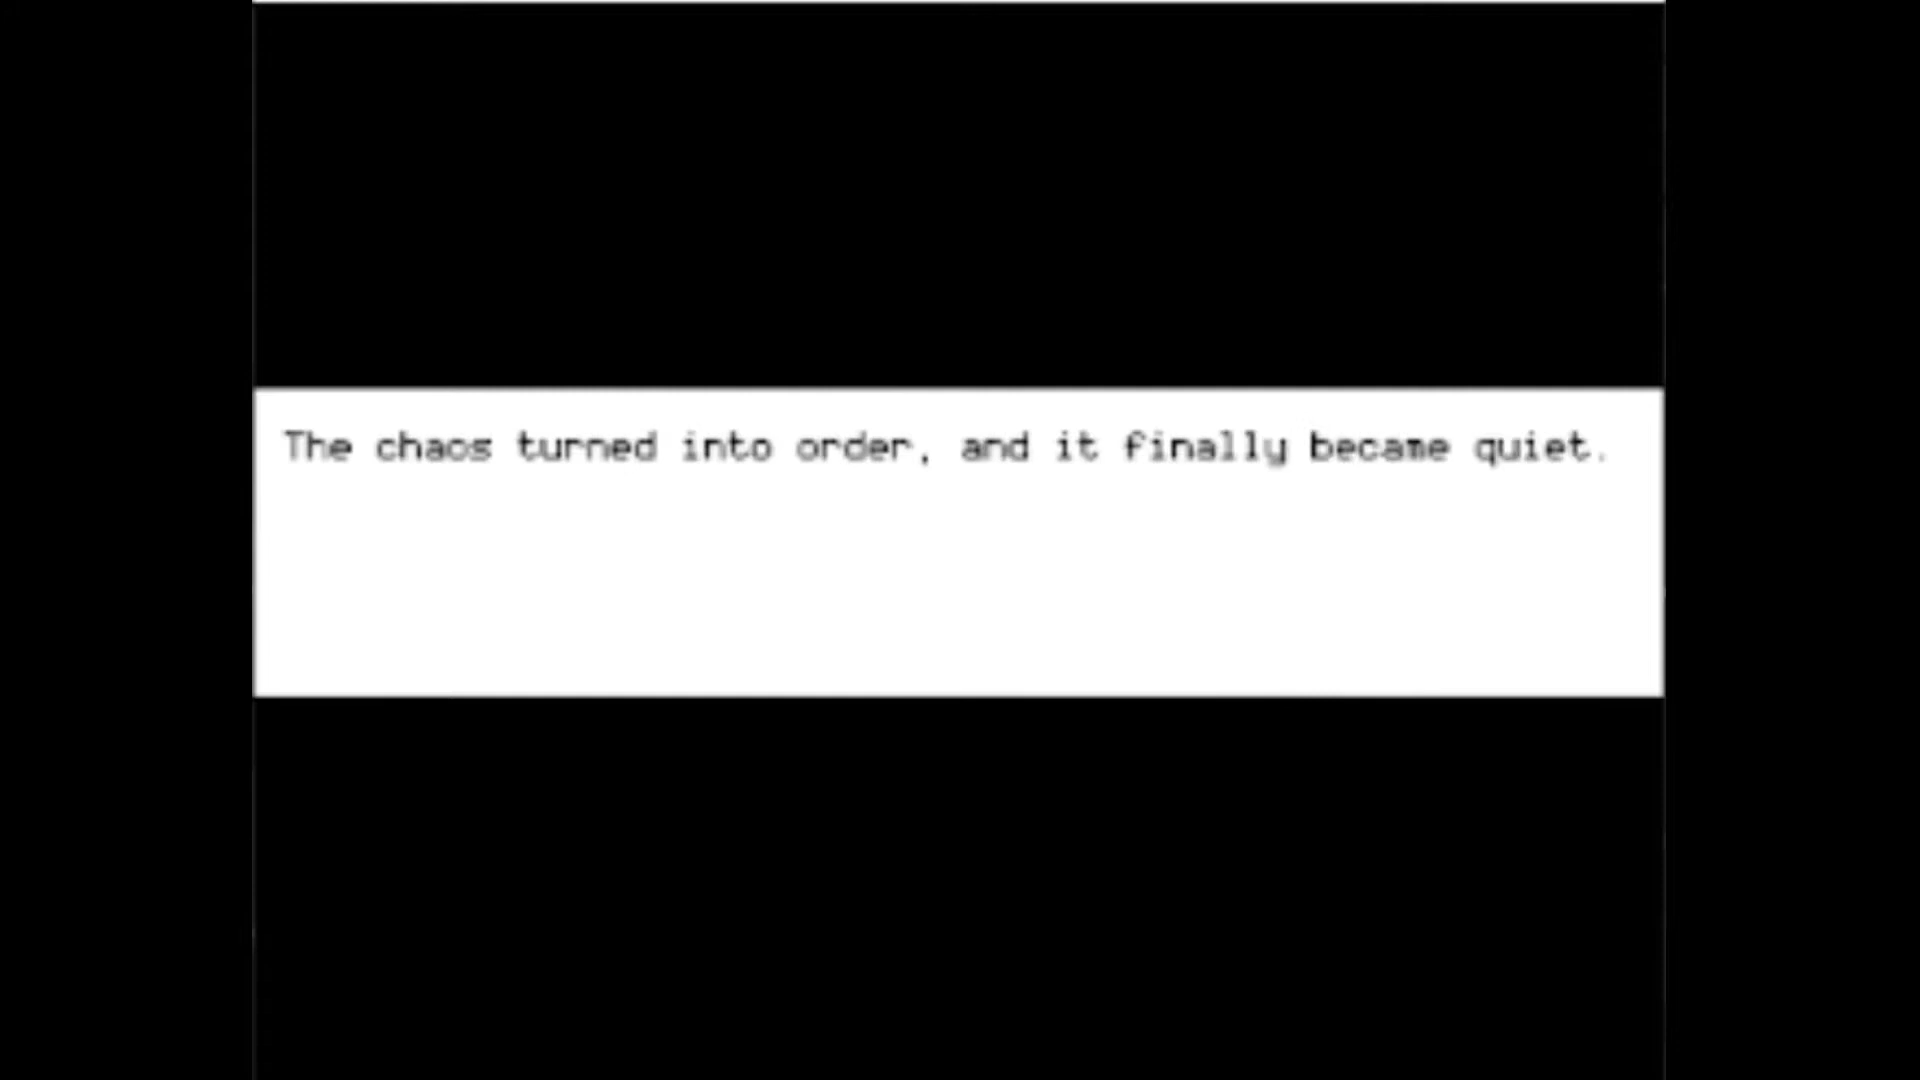 The chaos turned into order, and it finally became quiet.